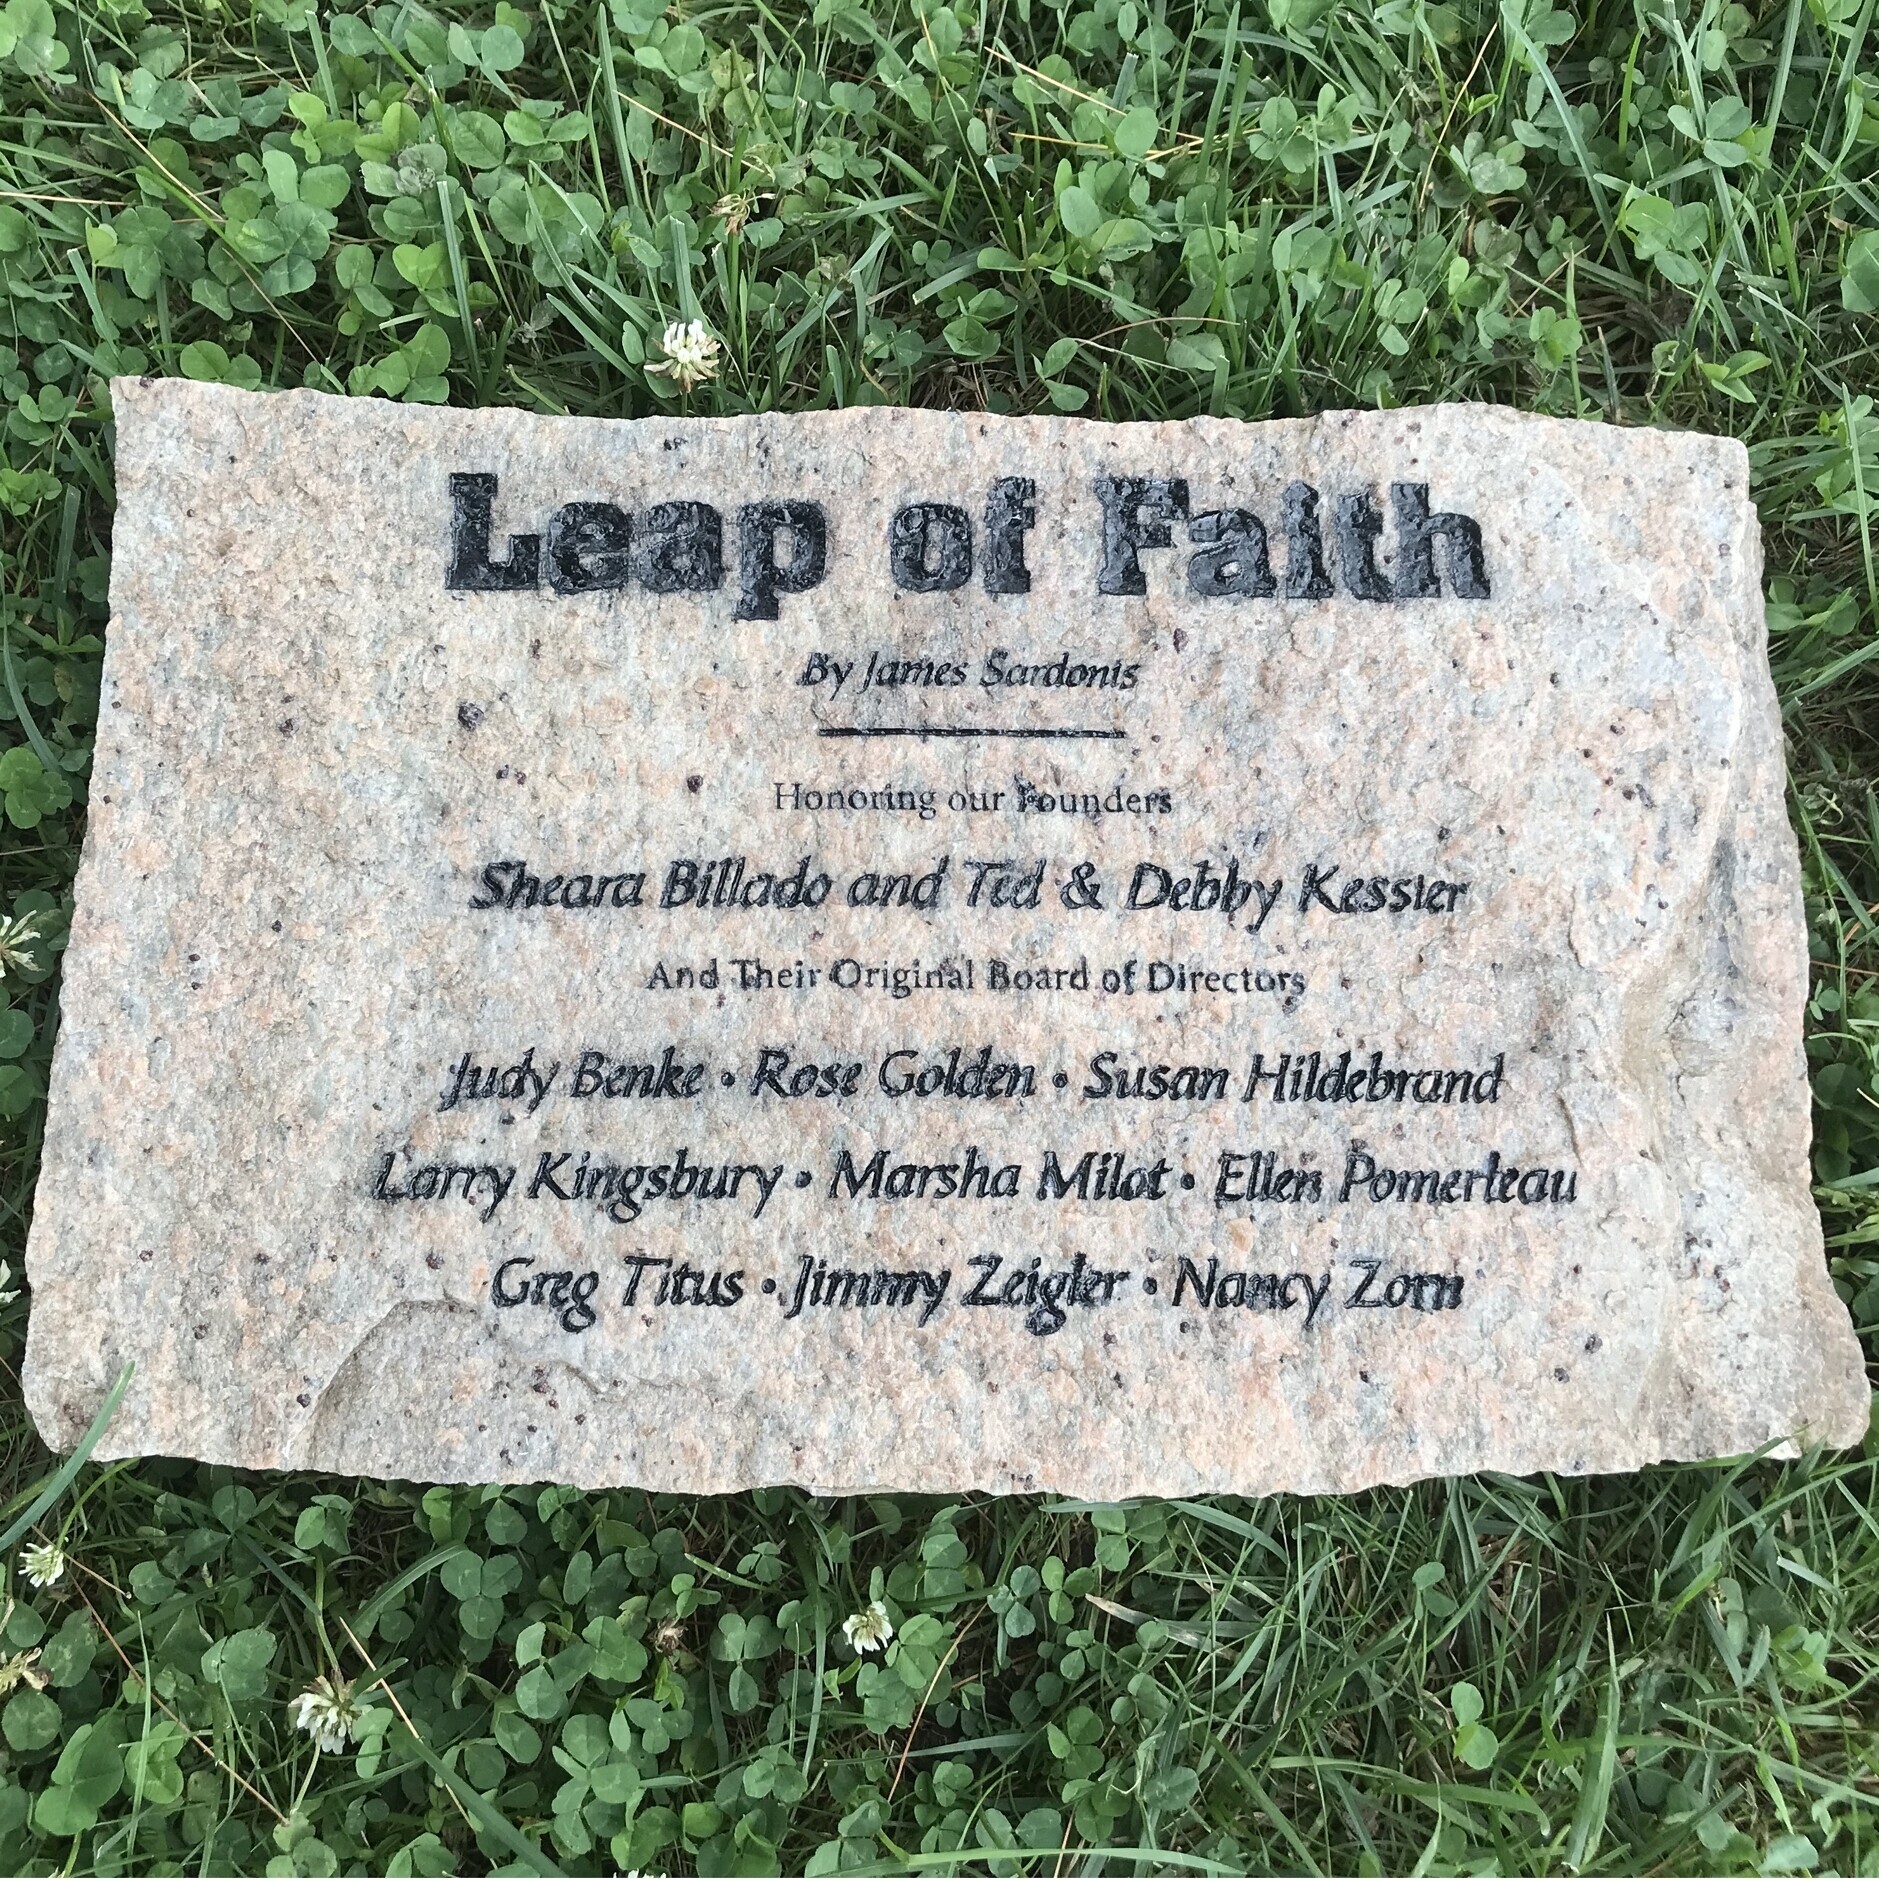 Leap of Faith
By James Sardonis
Honoring our Founders
Sheara Billado and Ted & Debby Kessler
And Their Original Board of Directors
Judy Benke • Rose Golden • Susan Hildebrand
Larry Kingsbury • Marsha Milot • Ellen Pomerleau
Greg Titus • Jimmy Zeigler • Nancy Zorn